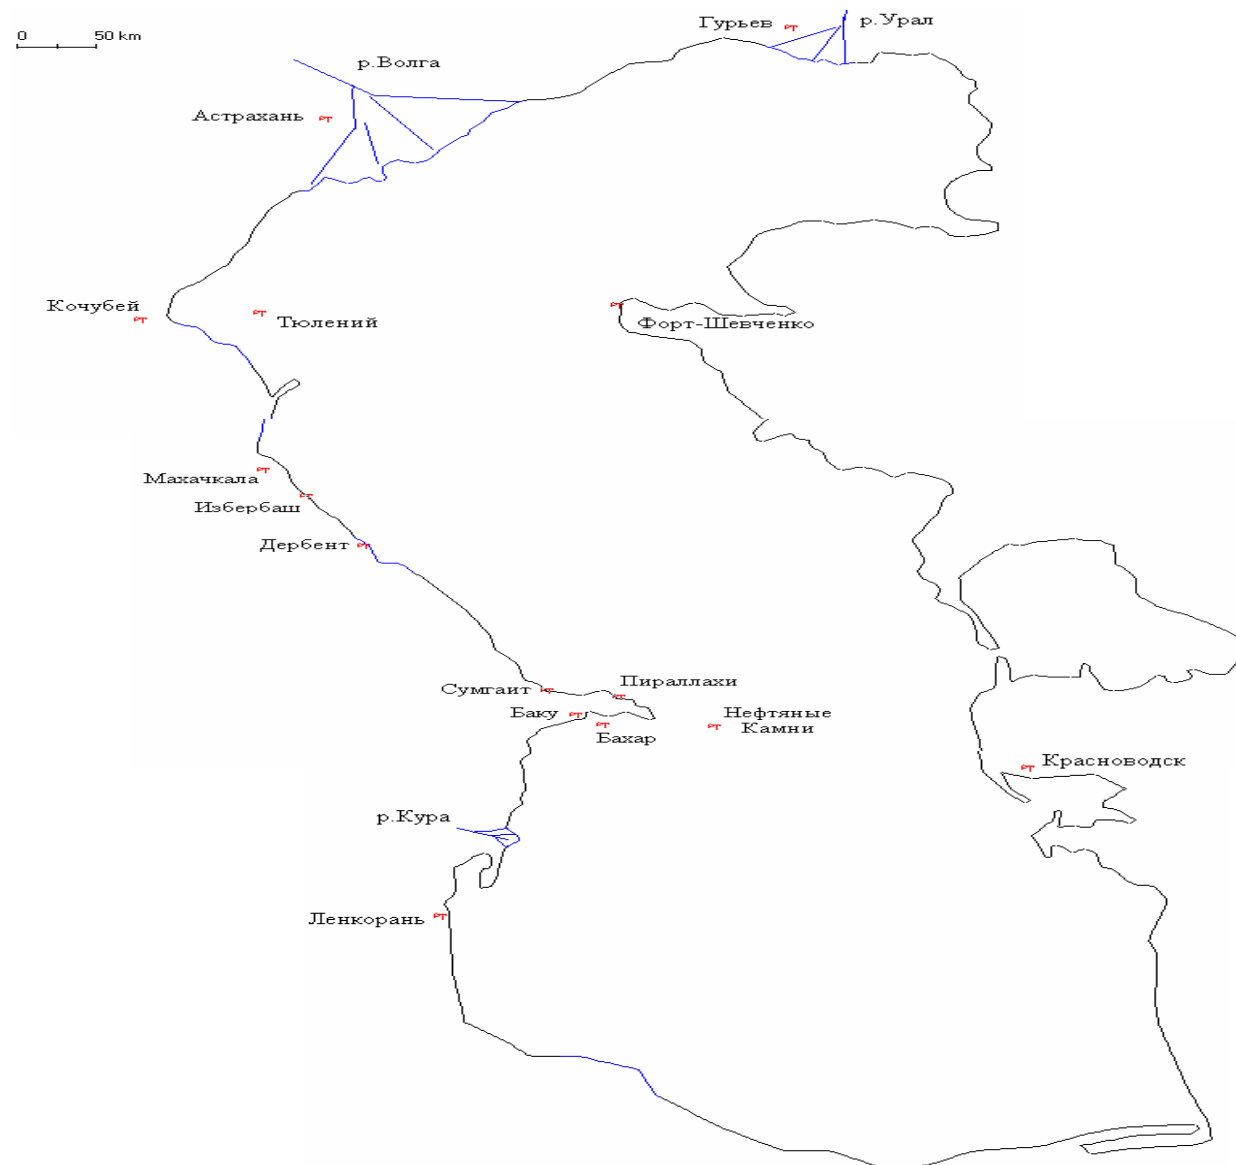 Гурьев
р.Урал
0 50 km
р.Волга
Астрахань
Кочубей
Тюлений
Форт-Шевченко
Махачкала
Избербаш
Дербент
Сумгаит
Пираллахи
Баку
Нефтяные
Камни
Бахар
Красноводск
р.Кура
Ленкорань